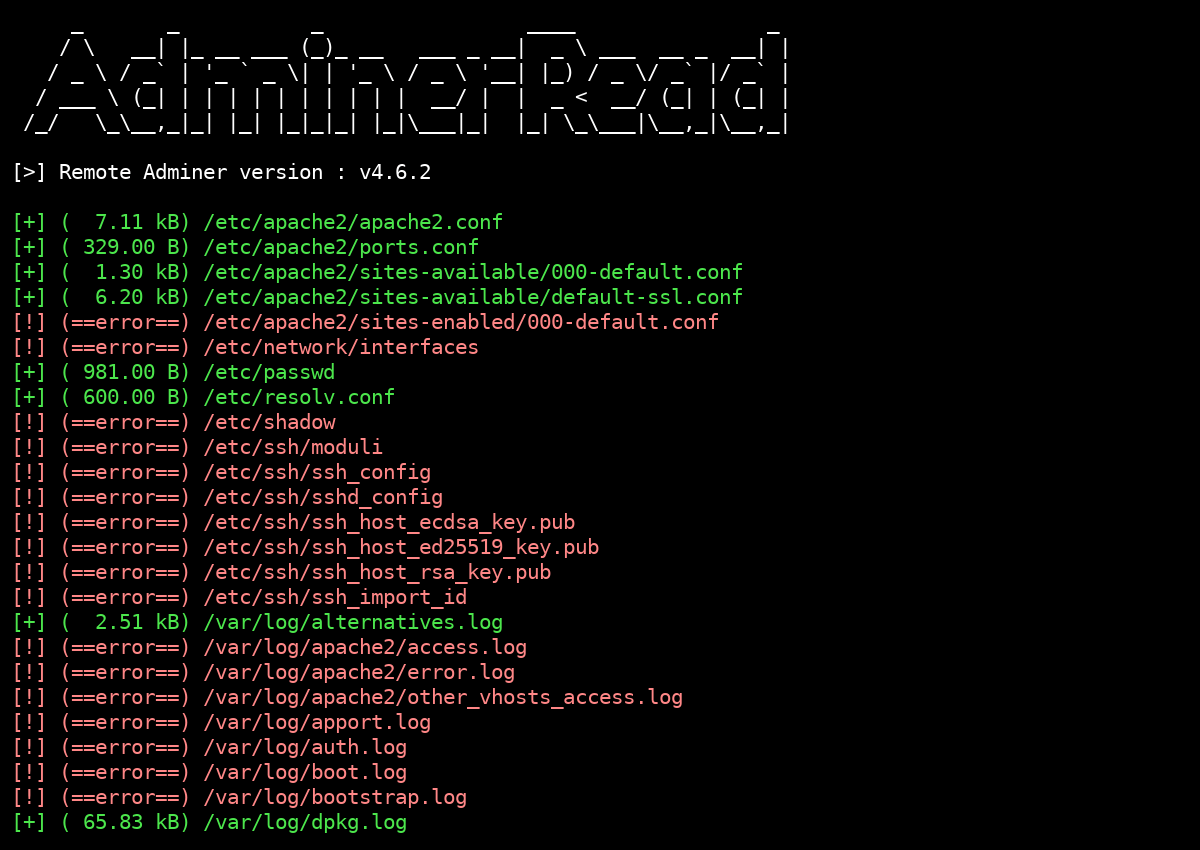 AdminerRead
[>] Remote Adminer version : v4.6.2
[+] (  7.11 kB) /etc/apache2/apache2.conf
[+] ( 329.00 B) /etc/apache2/ports.conf
[+] (  1.30 kB) /etc/apache2/sites-available/000-default.conf
[+] (  6.20 kB) /etc/apache2/sites-available/default-ssl.conf
[!] (==error==) /etc/apache2/sites-enabled/000-default.conf
[!] (==error==) /etc/network/interfaces
[+] ( 981.00 B) /etc/passwd
[+] ( 600.00 B) /etc/resolv.conf
[!] (==error==) /etc/shadow
[!] (==error==) /etc/ssh/moduli
[!] (==error==) /etc/ssh/ssh_config
[!] (==error==) /etc/ssh/sshd_config
[!] (==error==) /etc/ssh/ssh_host_ecdsa_key.pub
[!] (==error==) /etc/ssh/ssh_host_ed25519_key.pub
[!] (==error==) /etc/ssh/ssh_host_rsa_key.pub
[!] (==error==) /etc/ssh/ssh_import_id
[+] (  2.51 kB) /var/log/alternatives.log
[!] (==error==) /var/log/apache2/access.log
[!] (==error==) /var/log/apache2/error.log
[!] (==error==) /var/log/apache2/other_vhosts_access.log
[!] (==error==) /var/log/apport.log
[!] (==error==) /var/log/auth.log
[!] (==error==) /var/log/boot.log
[!] (==error==) /var/log/bootstrap.log
[+] ( 65.83 kB) /var/log/dpkg.log